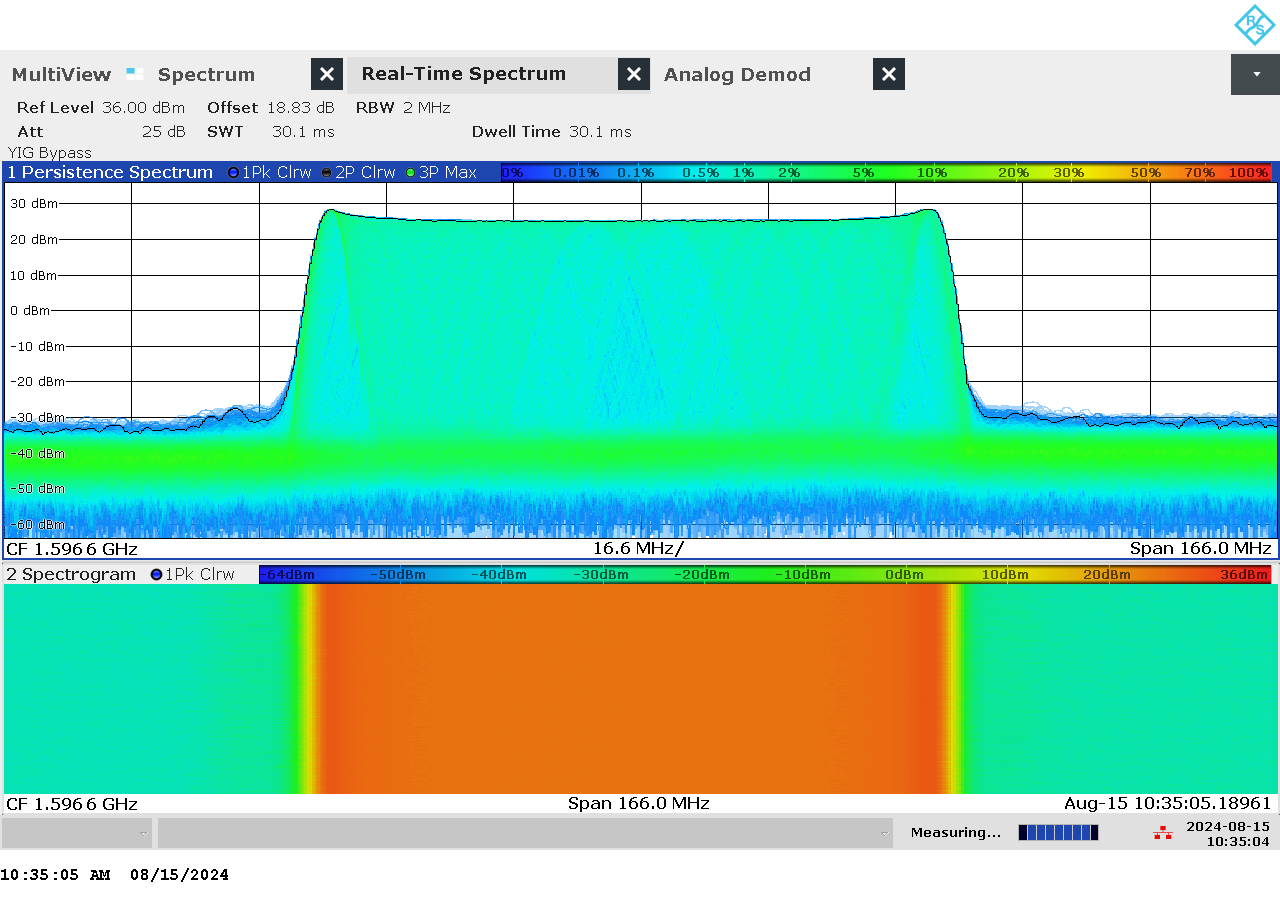 R&S
MultiView Spectrum Real-Time Spectrum Analog Demod
Ref Level 36.00 dBm Offset 18.83 dB RBW 2 MHz
Att 25 dB SWT 30.1 ms Dwell Time 30.1 ms
YIG Bypass
1 Persistence Spectrum 1Pk Clrw 2P Clrw 3P Max 0% 0.01% 0.1% 0.5% 1% 2% 5% 10% 20% 30% 50% 70% 100%
30 dBm
20 dBm
10 dBm
0 dBm
-10 dBm
-20 dBm
-30 dBm
-40 dBm
-50 dBm
-60 dBm
CF 1.5966 GHz 16.6 MHz/ Span 166.0 MHz
2 Spectrogram 1Pk Clrw -64dBm -50dBm -40dBm -30dBm -20dBm -10dBm 0dBm 10dBm 20dBm 36dBm
CF 1.5966 GHz Span 166.0 MHz Aug-15 10:35:05.18961
Measuring... 2024-08-15
10:35:04
10:35:05 AM 08/15/2024